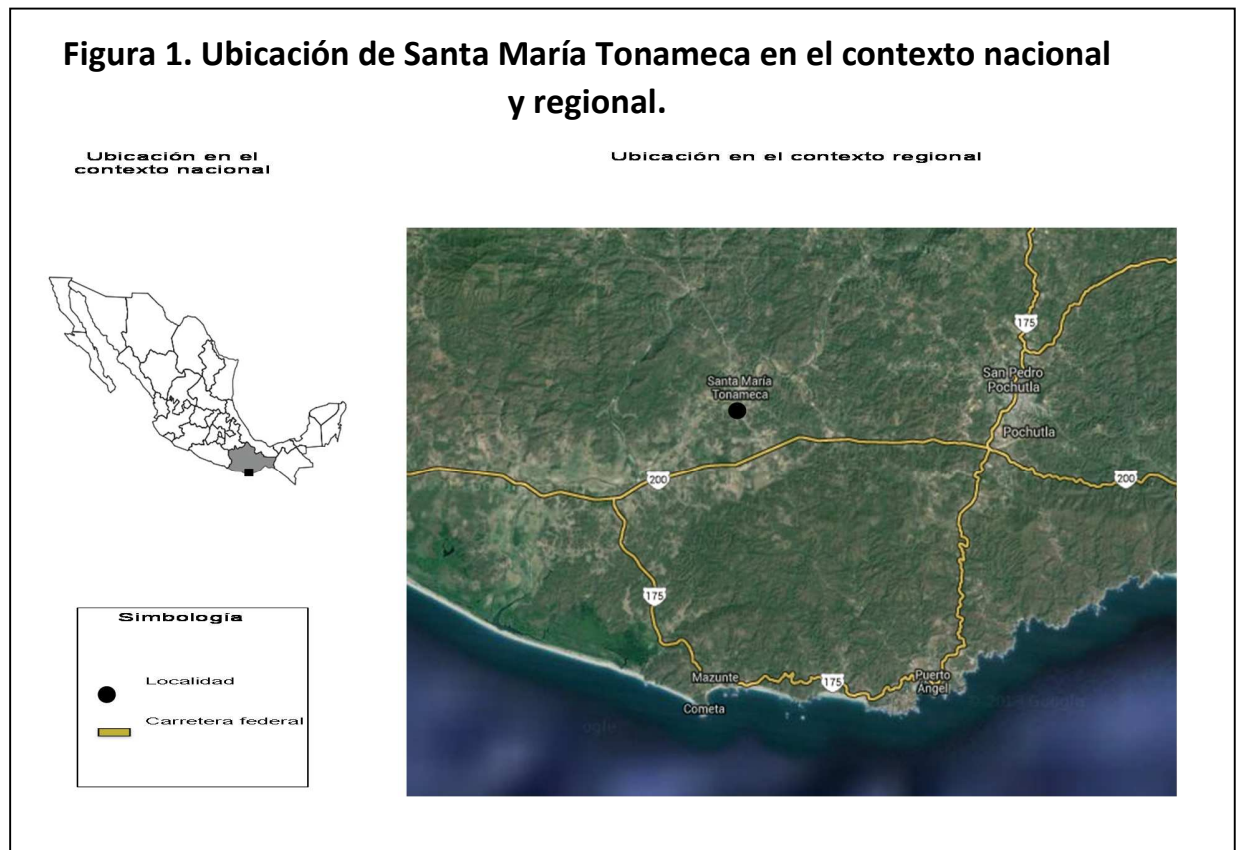 Figura 1. Ubicación de Santa María Tonameca en el contexto nacional
y regional.
Ubicación en el
contexto nacional
Ubicación en el contexto regional
175
San Pedro
Pochutla
Santa María
Tonameca
Pochutla
200
200
175
Simbología
Localidad
Carretera federal
Mazunte
175
Puerto
Ángel
Cometa